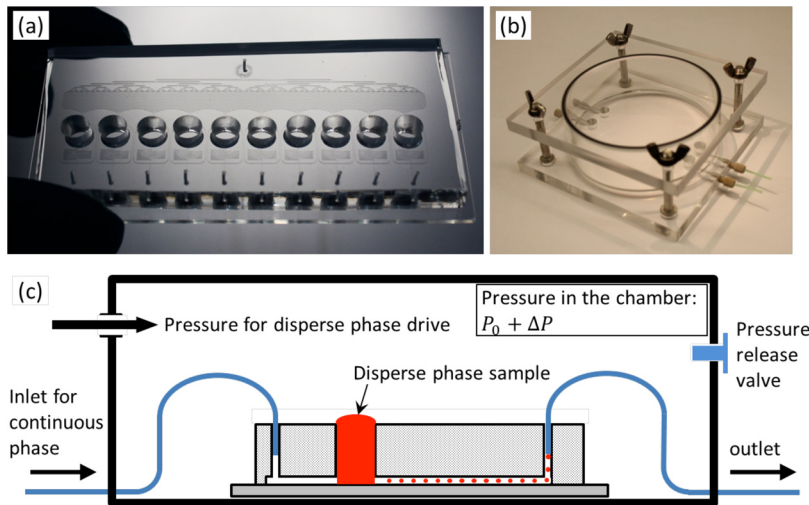 (a)
(b)
(c)
Pressure in the chamber:
P₀ + ΔP
Pressure for disperse phase drive
Pressure
release
valve
Disperse phase sample
Inlet for
continuous
phase
outlet